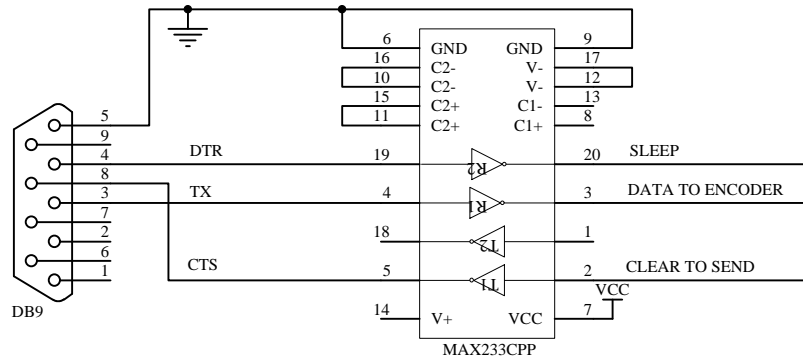 6 GND GND 9
16 C2- V- 17
10 C2- V- 12
15 C2+ C1- 13
11 C2+ C1+ 8
5
9
4 DTR 19 R2 20 SLEEP
8
3 TX 4 R1 3 DATA TO ENCODER
7
2 18 T2 1
6
1 CTS 5 T1 2 CLEAR TO SEND
VCC
14 V+ VCC 7
DB9
MAX233CPP